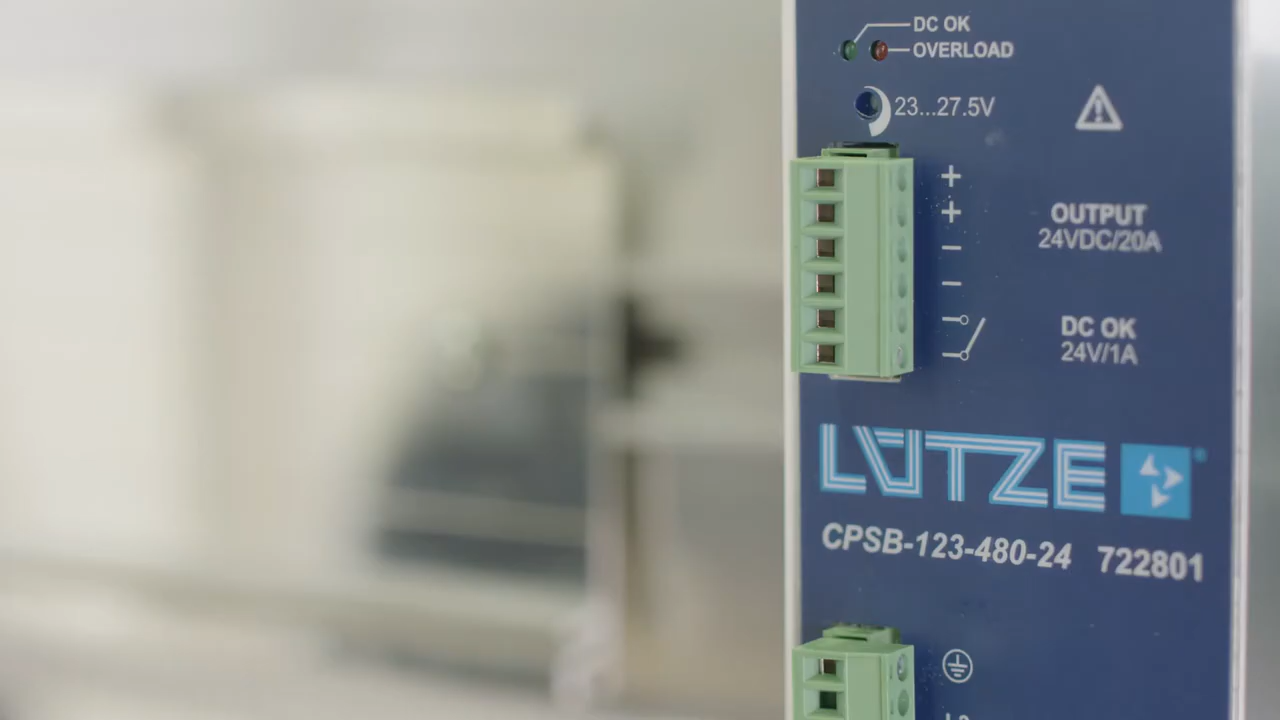 DC OK
OVERLOAD
23...27.5V
+
+
OUTPUT
24VDC/20A
−
−
DC OK
24V/1A
LÜTZE
CPSB-123-480-24 722801